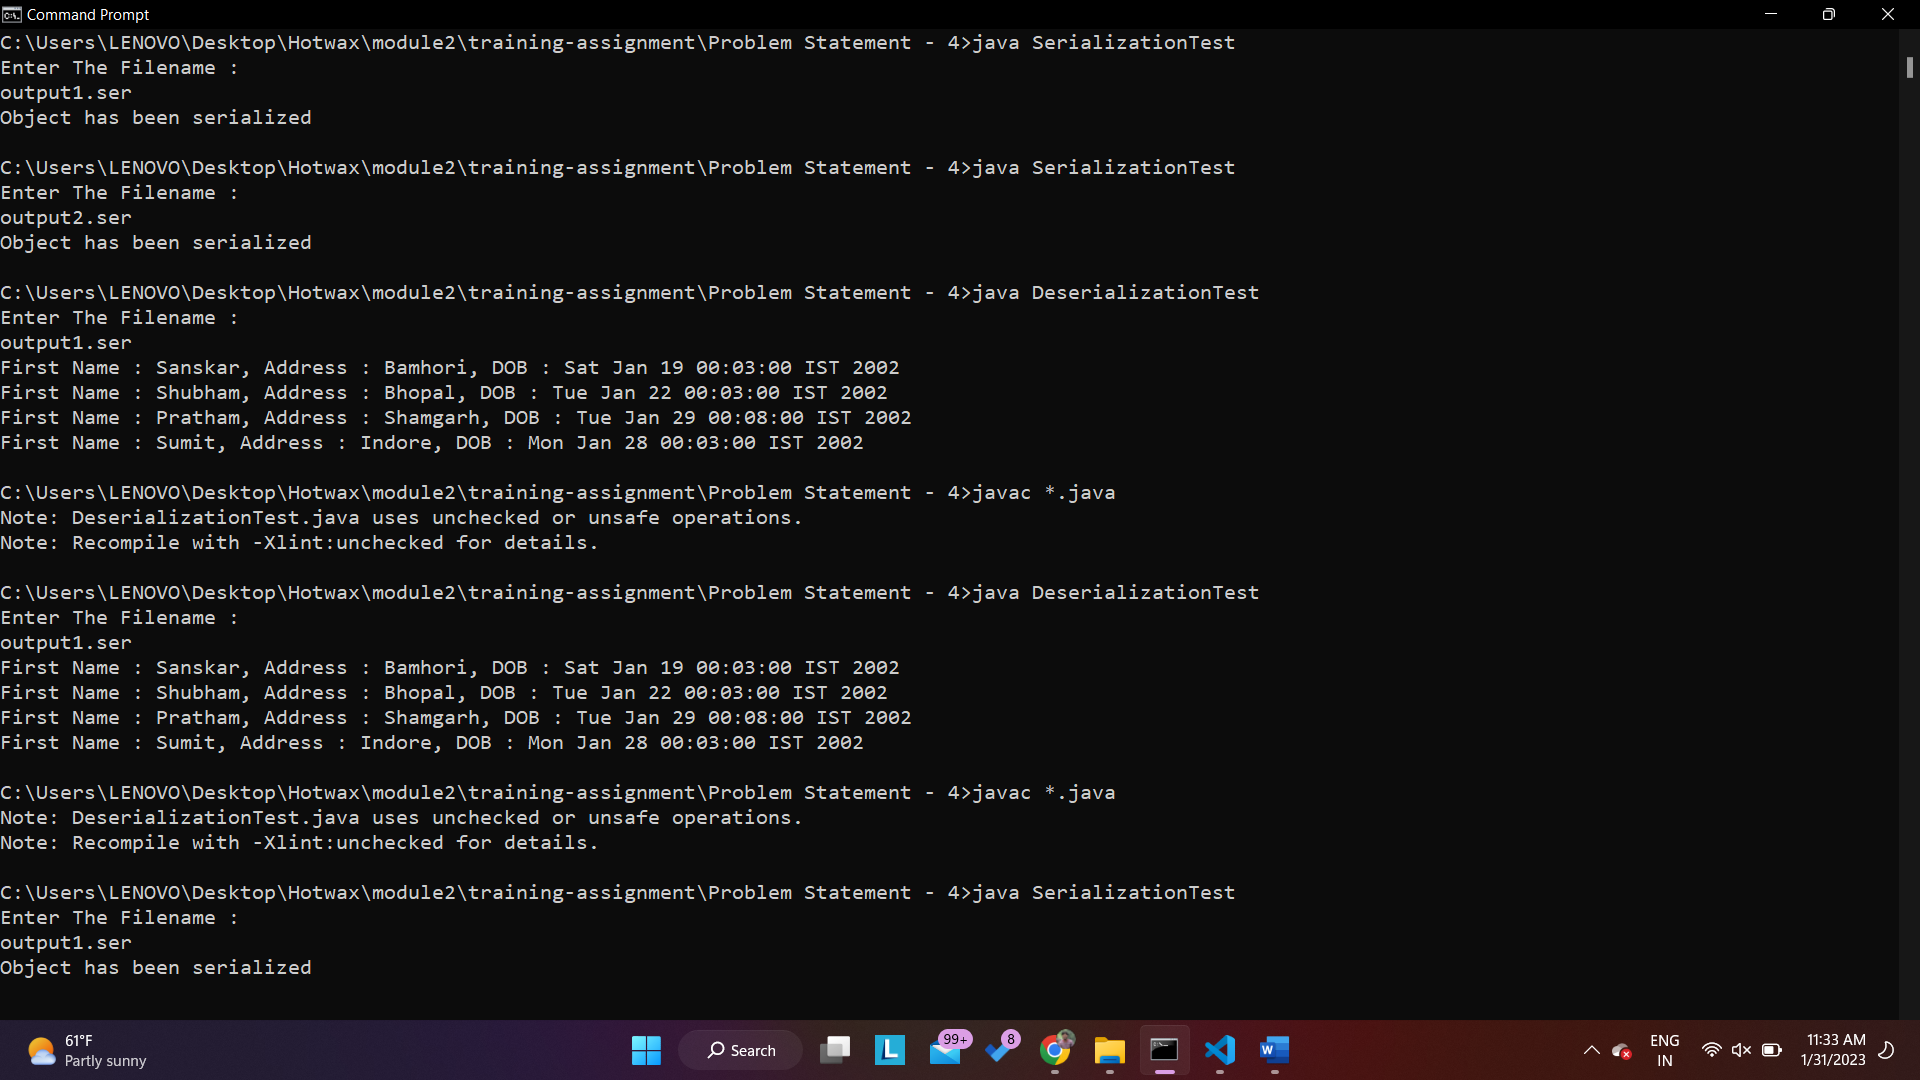 Command Prompt
C:\Users\LENOVO\Desktop\Hotwax\module2\training-assignment\Problem Statement - 4>java SerializationTest
Enter The Filename :
output1.ser
Object has been serialized
C:\Users\LENOVO\Desktop\Hotwax\module2\training-assignment\Problem Statement - 4>java SerializationTest
Enter The Filename :
output2.ser
Object has been serialized
C:\Users\LENOVO\Desktop\Hotwax\module2\training-assignment\Problem Statement - 4>java DeserializationTest
Enter The Filename :
output1.ser
First Name : Sanskar, Address : Bamhori, DOB : Sat Jan 19 00:03:00 IST 2002
First Name : Shubham, Address : Bhopal, DOB : Tue Jan 22 00:03:00 IST 2002
First Name : Pratham, Address : Shamgarh, DOB : Tue Jan 29 00:08:00 IST 2002
First Name : Sumit, Address : Indore, DOB : Mon Jan 28 00:03:00 IST 2002
C:\Users\LENOVO\Desktop\Hotwax\module2\training-assignment\Problem Statement - 4>javac *.java
Note: DeserializationTest.java uses unchecked or unsafe operations.
Note: Recompile with -Xlint:unchecked for details.
C:\Users\LENOVO\Desktop\Hotwax\module2\training-assignment\Problem Statement - 4>java DeserializationTest
Enter The Filename :
output1.ser
First Name : Sanskar, Address : Bamhori, DOB : Sat Jan 19 00:03:00 IST 2002
First Name : Shubham, Address : Bhopal, DOB : Tue Jan 22 00:03:00 IST 2002
First Name : Pratham, Address : Shamgarh, DOB : Tue Jan 29 00:08:00 IST 2002
First Name : Sumit, Address : Indore, DOB : Mon Jan 28 00:03:00 IST 2002
C:\Users\LENOVO\Desktop\Hotwax\module2\training-assignment\Problem Statement - 4>javac *.java
Note: DeserializationTest.java uses unchecked or unsafe operations.
Note: Recompile with -Xlint:unchecked for details.
C:\Users\LENOVO\Desktop\Hotwax\module2\training-assignment\Problem Statement - 4>java SerializationTest
Enter The Filename :
output1.ser
Object has been serialized
61°F
Partly sunny
Search
L
99+
8
W
ENG
IN
11:33 AM
1/31/2023